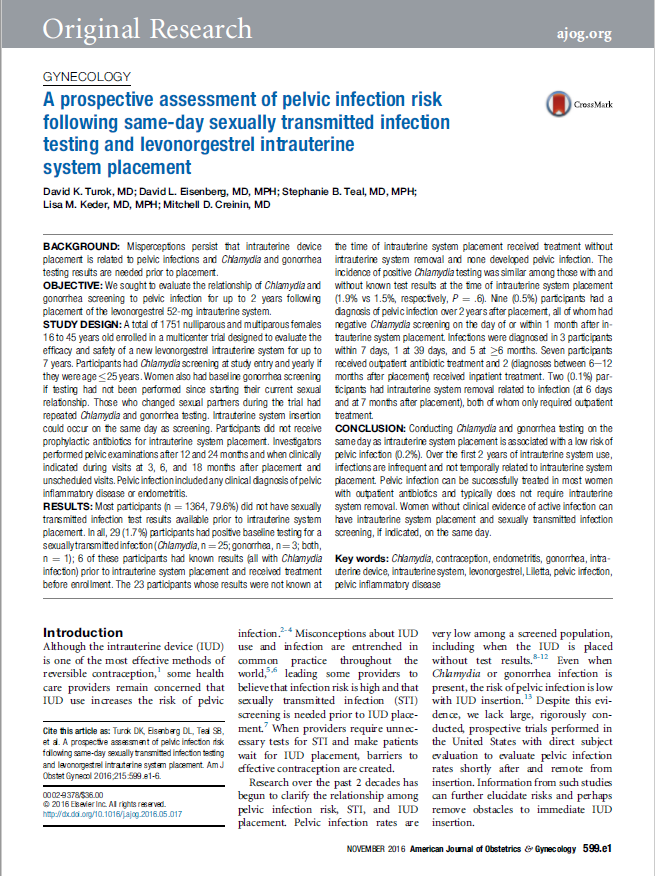 Original Research
ajog.org
GYNECOLOGY
A prospective assessment of pelvic infection risk
following same-day sexually transmitted infection
testing and levonorgestrel intrauterine
system placement
CrossMark
David K. Turok, MD; David L. Eisenberg, MD, MPH; Stephanie B. Teal, MD, MPH;
Lisa M. Keder, MD, MPH; Mitchell D. Creinin, MD
BACKGROUND: Misperceptions persist that intrauterine device
placement is related to pelvic infections and Chlamydia and gonorrhea
testing results are needed prior to placement.
OBJECTIVE: We sought to evaluate the relationship of Chlamydia and
gonorrhea screening to pelvic infection for up to 2 years following
placement of the levonorgestrel 52-mg intrauterine system.
STUDY DESIGN: A total of 1751 nulliparous and multiparous females
16 to 45 years old enrolled in a multicenter trial designed to evaluate the
efficacy and safety of a new levonorgestrel intrauterine system for up to
7 years. Participants had Chlamydia screening at study entry and yearly if
they were age ≤25 years. Women also had baseline gonorrhea screening
if testing had not been performed since starting their current sexual
relationship. Those who changed sexual partners during the trial had
repeated Chlamydia and gonorrhea testing. Intrauterine system insertion
could occur on the same day as screening. Participants did not receive
prophylactic antibiotics for intrauterine system placement. Investigators
performed pelvic examinations after 12 and 24 months and when clinically
indicated during visits at 3, 6, and 18 months after placement and
unscheduled visits. Pelvic infection included any clinical diagnosis of pelvic
inflammatory disease or endometritis.
RESULTS: Most participants (n = 1364, 79.6%) did not have sexually
transmitted infection test results available prior to intrauterine system
placement. In all, 29 (1.7%) participants had positive baseline testing for a
sexually transmitted infection (Chlamydia, n = 25; gonorrhea, n = 3; both,
n = 1); 6 of these participants had known results (all with Chlamydia
infection) prior to intrauterine system placement and received treatment
before enrollment. The 23 participants whose results were not known at
the time of intrauterine system placement received treatment without
intrauterine system removal and none developed pelvic infection. The
incidence of positive Chlamydia testing was similar among those with and
without known test results at the time of intrauterine system placement
(1.9% vs 1.5%, respectively, P = .6). Nine (0.5%) participants had a
diagnosis of pelvic infection over 2 years after placement, all of whom had
negative Chlamydia screening on the day of or within 1 month after in-
trauterine system placement. Infections were diagnosed in 3 participants
within 7 days, 1 at 39 days, and 5 at ≥6 months. Seven participants
received outpatient antibiotic treatment and 2 (diagnoses between 6–12
months after placement) received inpatient treatment. Two (0.1%) par-
ticipants had intrauterine system removal related to infection (at 6 days
and at 7 months after placement), both of whom only required outpatient
treatment.
CONCLUSION: Conducting Chlamydia and gonorrhea testing on the
same day as intrauterine system placement is associated with a low risk of
pelvic infection (0.2%). Over the first 2 years of intrauterine system use,
infections are infrequent and not temporally related to intrauterine system
placement. Pelvic infection can be successfully treated in most women
with outpatient antibiotics and typically does not require intrauterine
system removal. Women without clinical evidence of active infection can
have intrauterine system placement and sexually transmitted infection
screening, if indicated, on the same day.
Key words: Chlamydia, contraception, endometritis, gonorrhea, intra-
uterine device, intrauterine system, levonorgestrel, Liletta, pelvic infection,
pelvic inflammatory disease
Introduction
Although the intrauterine device (IUD)
is one of the most effective methods of
reversible contraception,1 some health
care providers remain concerned that
IUD use increases the risk of pelvic
Cite this article as: Turok DK, Eisenberg DL, Teal SB,
et al. A prospective assessment of pelvic infection risk
following same-day sexually transmitted infection testing
and levonorgestrel intrauterine system placement. Am J
Obstet Gynecol 2016;215:599.e1-6.
0002-9378/$36.00
© 2016 Elsevier Inc. All rights reserved.
http://dx.doi.org/10.1016/j.ajog.2016.05.017
infection.2-4 Misconceptions about IUD
use and infection are entrenched in
common practice throughout the
world,5,6 leading some providers to
believe that infection risk is high and that
sexually transmitted infection (STI)
screening is needed prior to IUD place-
ment.7 When providers require unnec-
essary tests for STI and make patients
wait for IUD placement, barriers to
effective contraception are created.
Research over the past 2 decades has
begun to clarify the relationship among
pelvic infection risk, STI, and IUD
placement. Pelvic infection rates are
very low among a screened population,
including when the IUD is placed
without test results.8-12 Even when
Chlamydia or gonorrhea infection is
present, the risk of pelvic infection is low
with IUD insertion.13 Despite this evi-
dence, we lack large, rigorously con-
ducted, prospective trials performed in
the United States with direct subject
evaluation to evaluate pelvic infection
rates shortly after and remote from
insertion. Information from such studies
can further elucidate risks and perhaps
remove obstacles to immediate IUD
insertion.
NOVEMBER 2016 American Journal of Obstetrics & Gynecology 599.e1